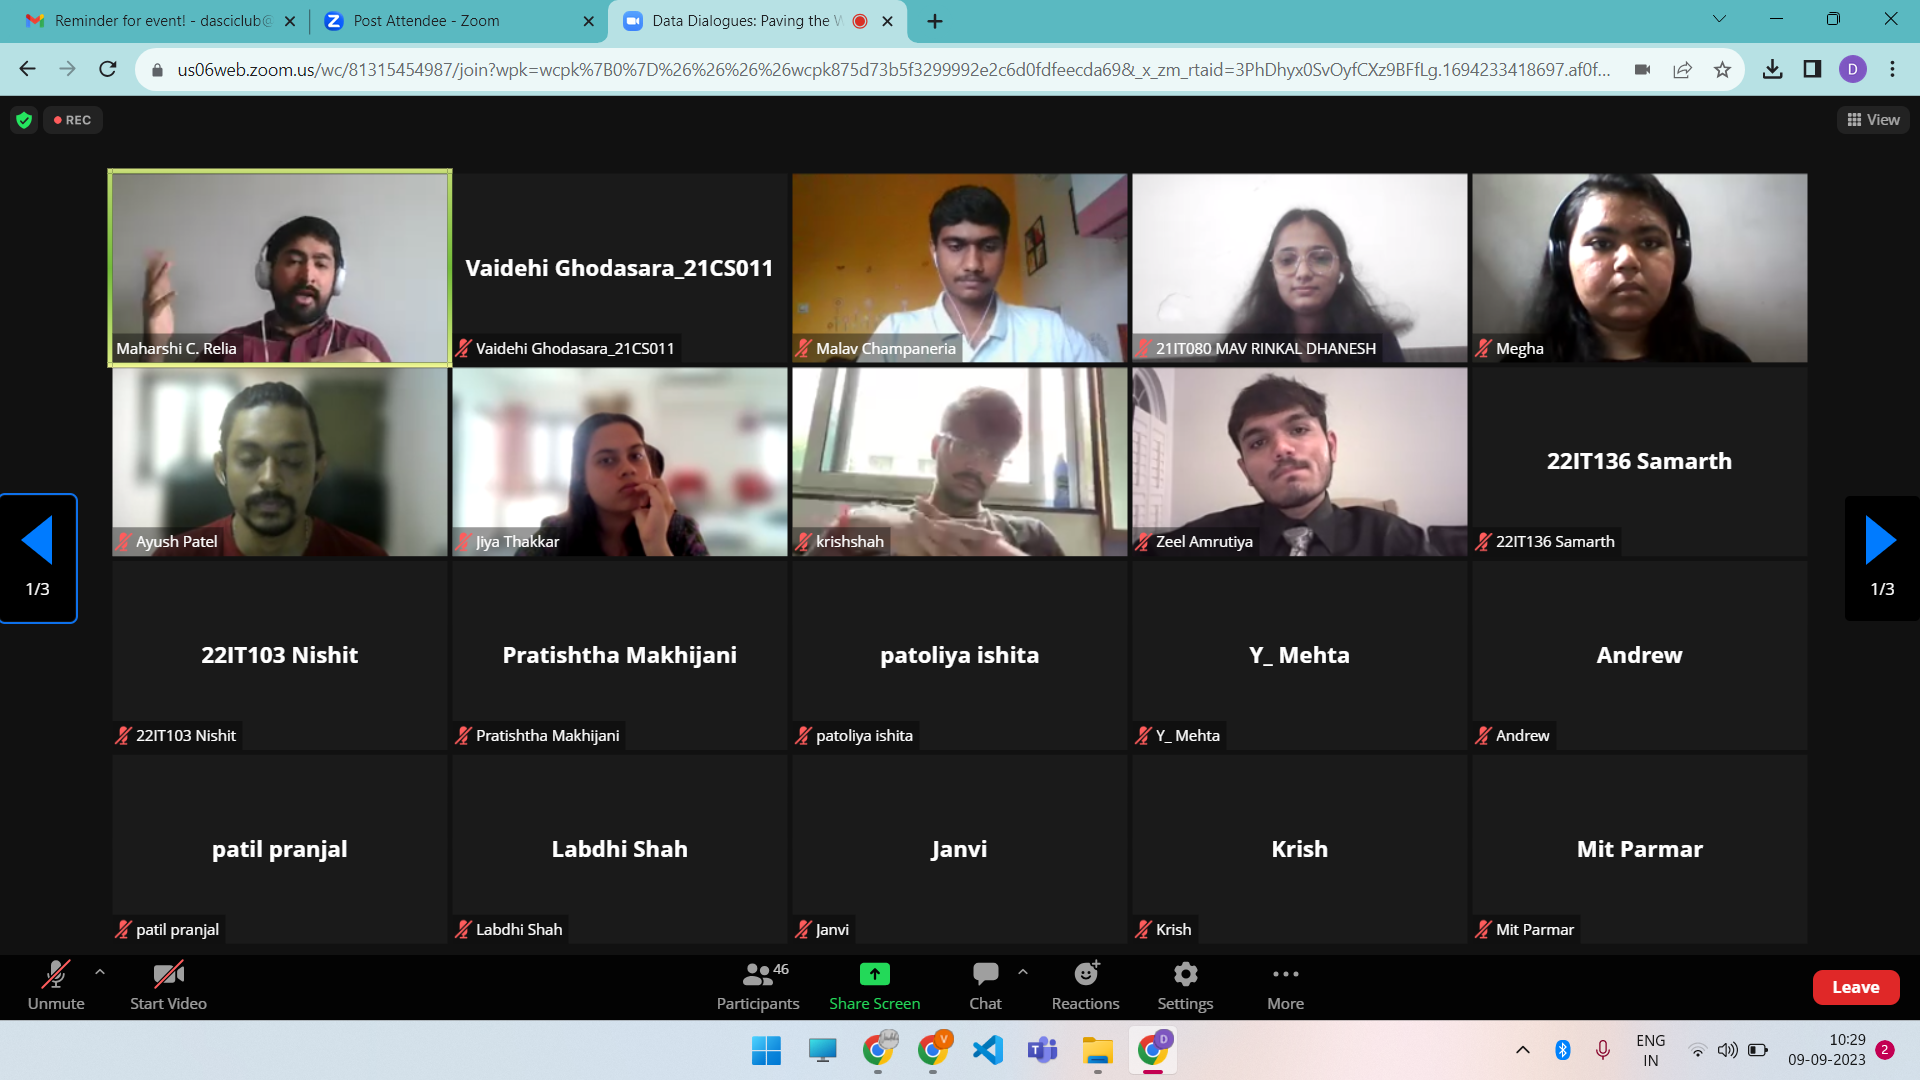 Reminder for event! - dasciclub@
Post Attendee - Zoom
Data Dialogues: Paving the W
us06web.zoom.us/wc/81315454987/join?wpk=wcpk%7B0%7D%26%26%26%26wcpk875d73b5f3299992e2c6d0fdfeecda69&_x_zm_rtaid=3PhDhyx0SvOyfCXz9BFfLg.1694233418697.af0f...
D
REC
View
Maharshi C. Relia
Vaidehi Ghodasara_21CS011
Vaidehi Ghodasara_21CS011
Malav Champaneria
21IT080 MAV RINKAL DHANESH
Megha
Ayush Patel
Jiya Thakkar
krishshah
Zeel Amrutiya
22IT136 Samarth
22IT136 Samarth
1/3
1/3
22IT103 Nishit
Pratishtha Makhijani
patoliya ishita
Y_ Mehta
Andrew
22IT103 Nishit
Pratishtha Makhijani
patoliya ishita
Y_ Mehta
Andrew
patil pranjal
Labdhi Shah
Janvi
Krish
Mit Parmar
patil pranjal
Labdhi Shah
Janvi
Krish
Mit Parmar
Unmute
Start Video
46
Participants
Share Screen
Chat
Reactions
Settings
More
Leave
V
D
ENG
IN
10:29
09-09-2023
2